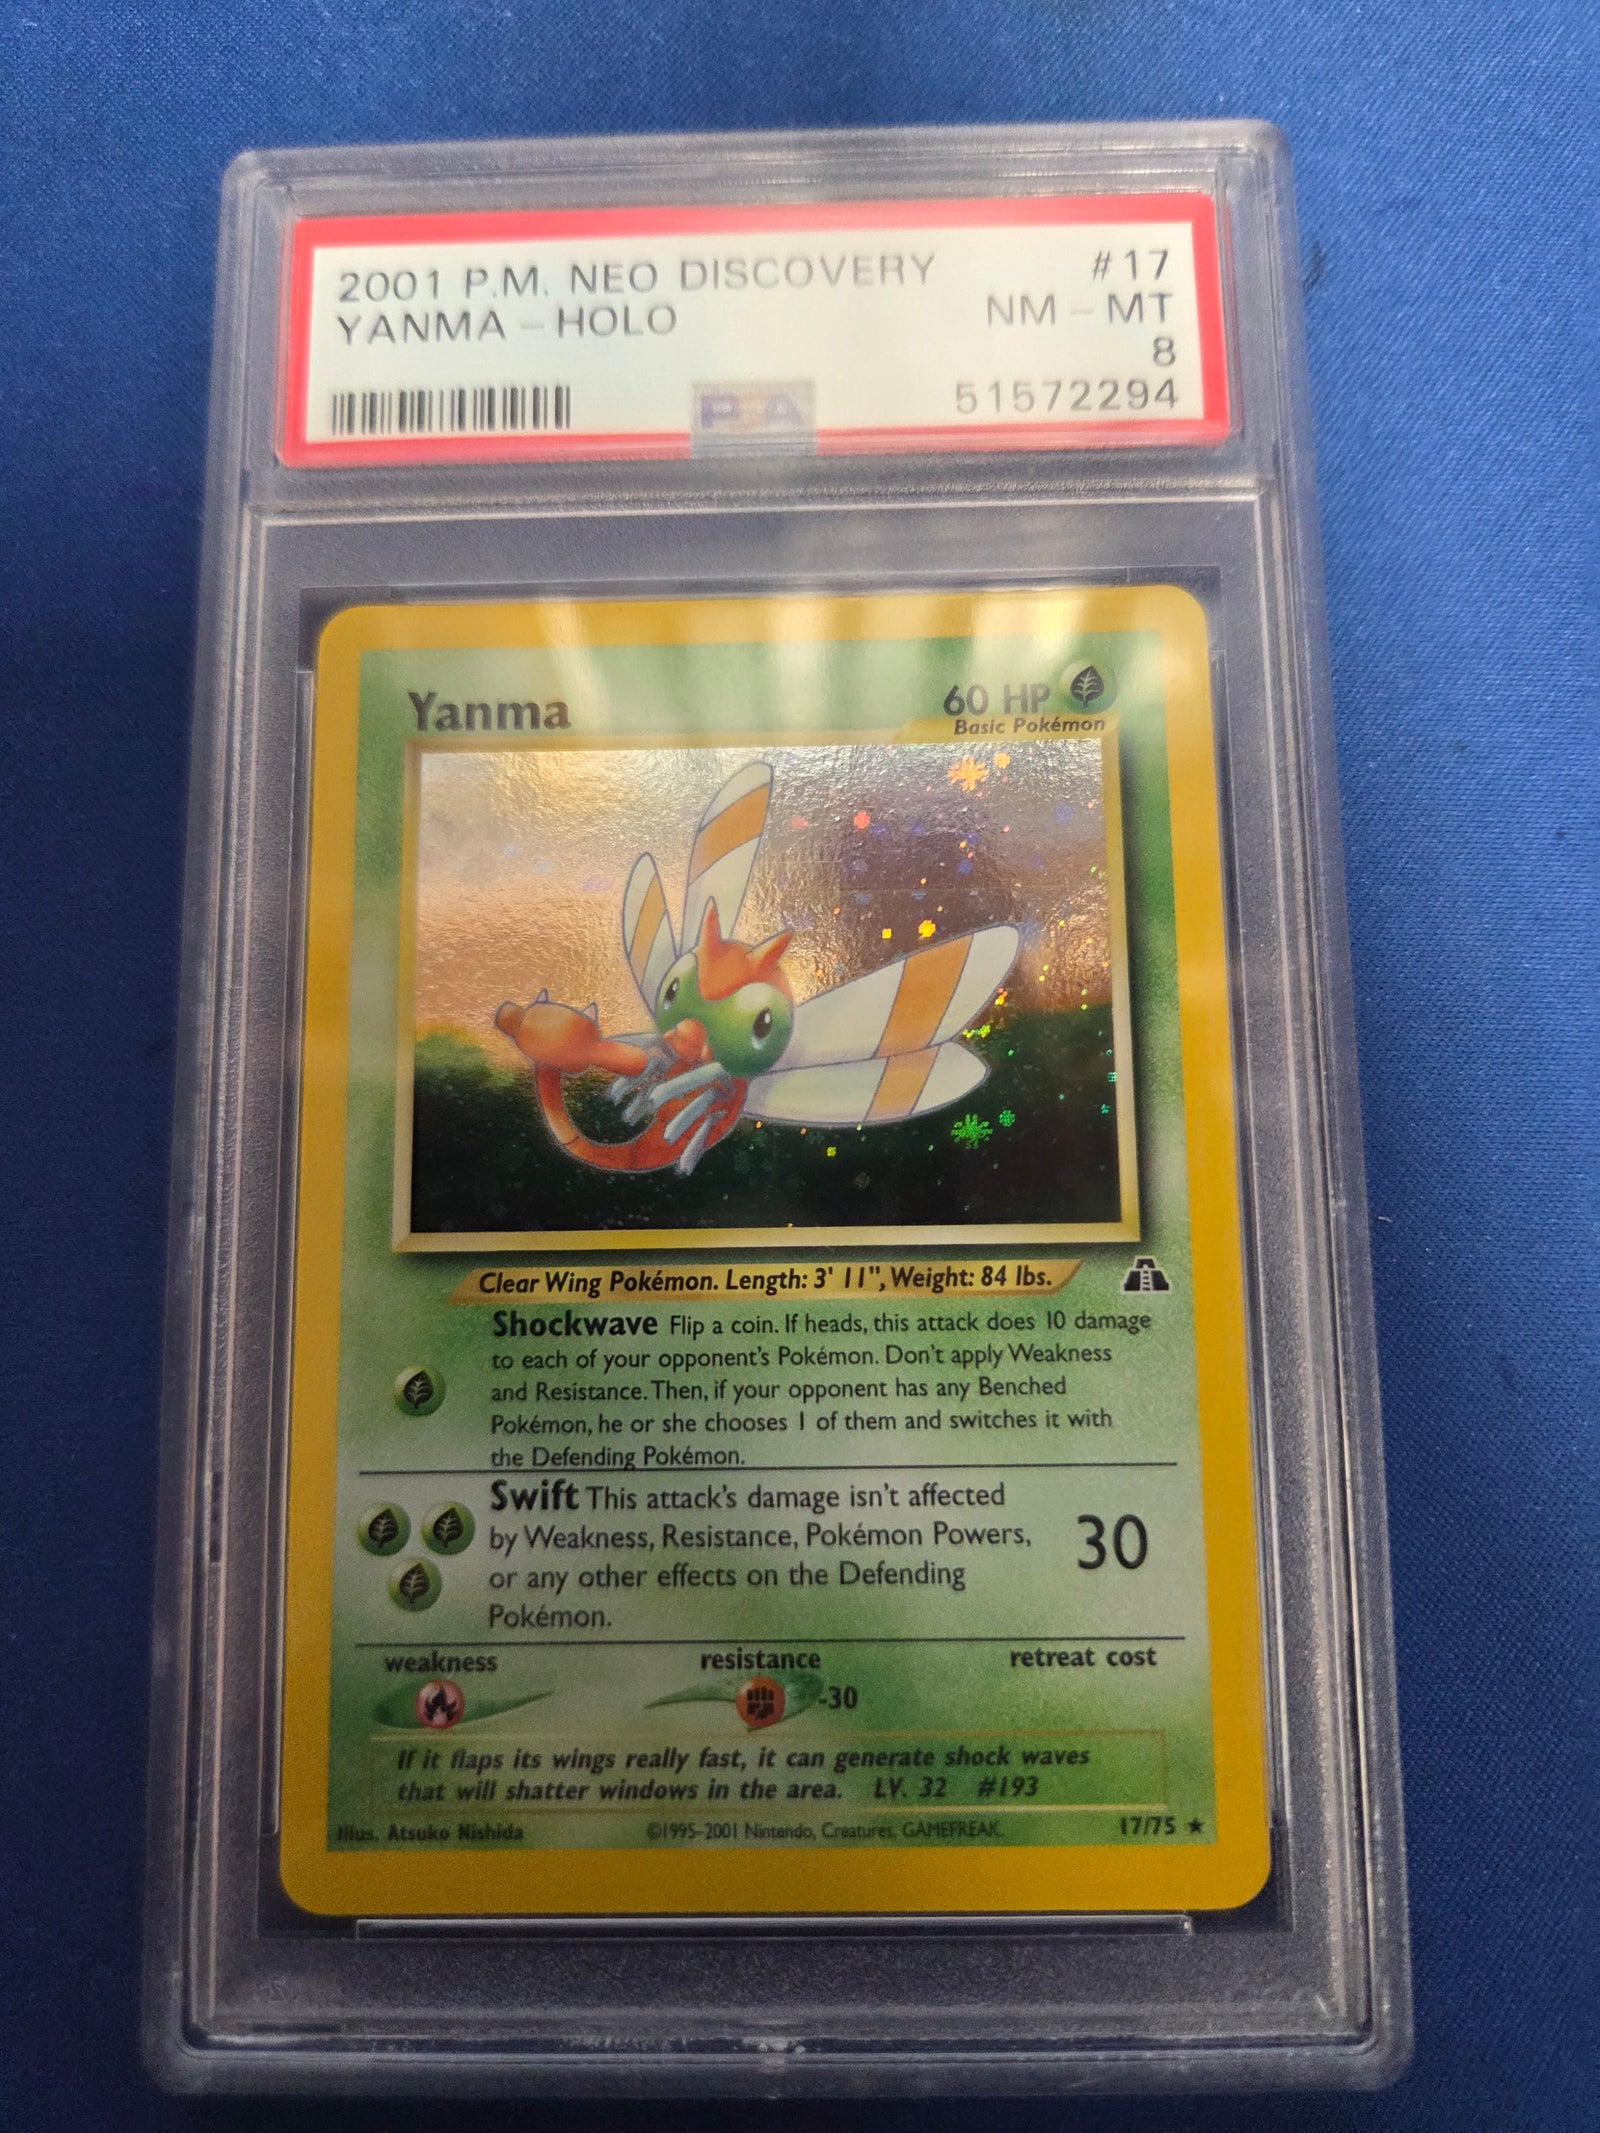 2001 P.M. NEO DISCOVERY #17
YANMA - HOLO NM - MT
8
51572294
PSA
Yanma 60 HP
Basic Pokémon
Clear Wing Pokémon. Length: 3' 11", Weight: 84 lbs.
Shockwave Flip a coin. If heads, this attack does 10 damage
to each of your opponent's Pokémon. Don't apply Weakness
and Resistance. Then, if your opponent has any Benched
Pokémon, he or she chooses 1 of them and switches it with
the Defending Pokémon.
Swift This attack's damage isn't affected
by Weakness, Resistance, Pokémon Powers,
or any other effects on the Defending
Pokémon.
30
weakness resistance retreat cost
-30
If it flaps its wings really fast, it can generate shock waves
that will shatter windows in the area. LV. 32 #193
Illus. Atsuko Nishida ©1995-2001 Nintendo, Creatures, GAMEFREAK. 17/75 ★